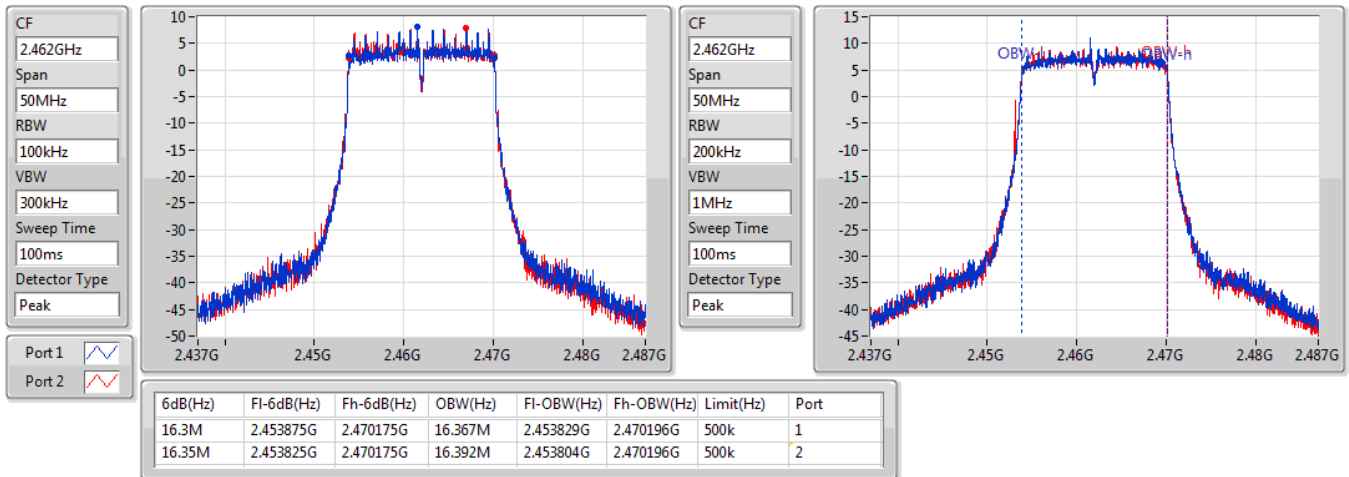 CF
2.462GHz
Span
50MHz
RBW
100kHz
VBW
300kHz
Sweep Time
100ms
Detector Type
Peak
10
5
0
-5
-10
-15
-20
-25
-30
-35
-40
-45
-50
2.437G 2.45G 2.46G 2.47G 2.48G 2.487G
Port 1
Port 2
CF
2.462GHz
Span
50MHz
RBW
200kHz
VBW
1MHz
Sweep Time
100ms
Detector Type
Peak
15
10
5
0
-5
-10
-15
-20
-25
-30
-35
-40
-45
OBW-l OBW-h
2.437G 2.45G 2.46G 2.47G 2.48G 2.487G
6dB(Hz) Fl-6dB(Hz) Fh-6dB(Hz) OBW(Hz) Fl-OBW(Hz) Fh-OBW(Hz) Limit(Hz) Port
16.3M 2.453875G 2.470175G 16.367M 2.453829G 2.470196G 500k 1
16.35M 2.453825G 2.470175G 16.392M 2.453804G 2.470196G 500k 2